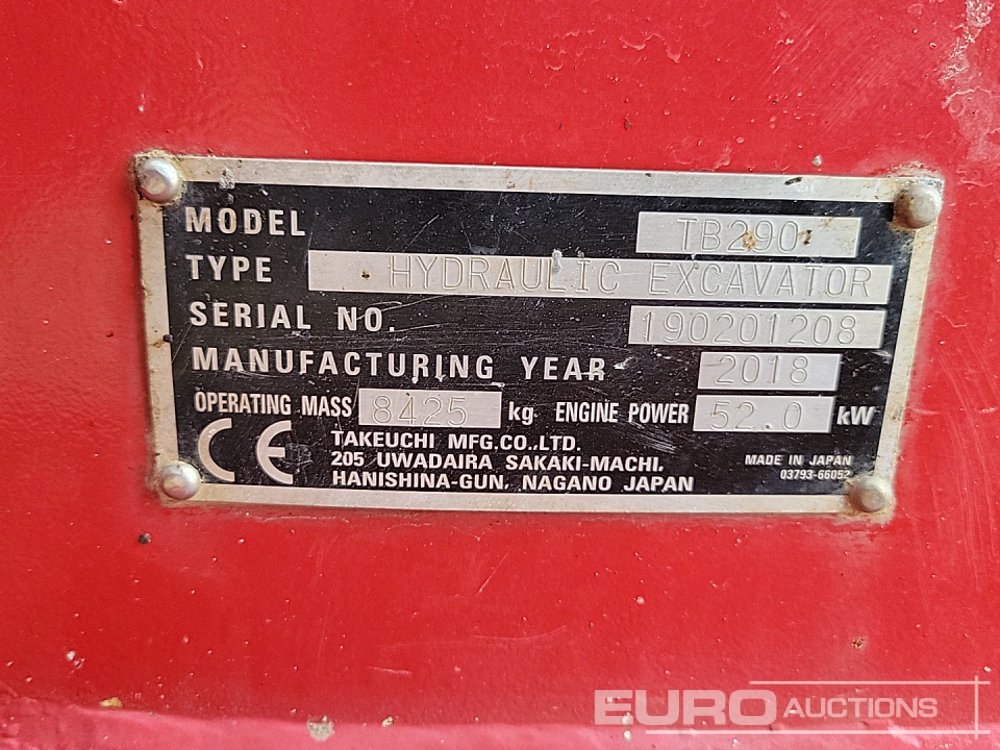 MODEL TB290
TYPE HYDRAULIC EXCAVATOR
SERIAL NO. 190201208
MANUFACTURING YEAR 2018
OPERATING MASS 8425 kg ENGINE POWER 52.0 kW
CE TAKEUCHI MFG.CO.,LTD.
205 UWADAIRA SAKAKI-MACHI,
HANISHINA-GUN, NAGANO JAPAN
MADE IN JAPAN
03793-66052
EURO AUCTIONS